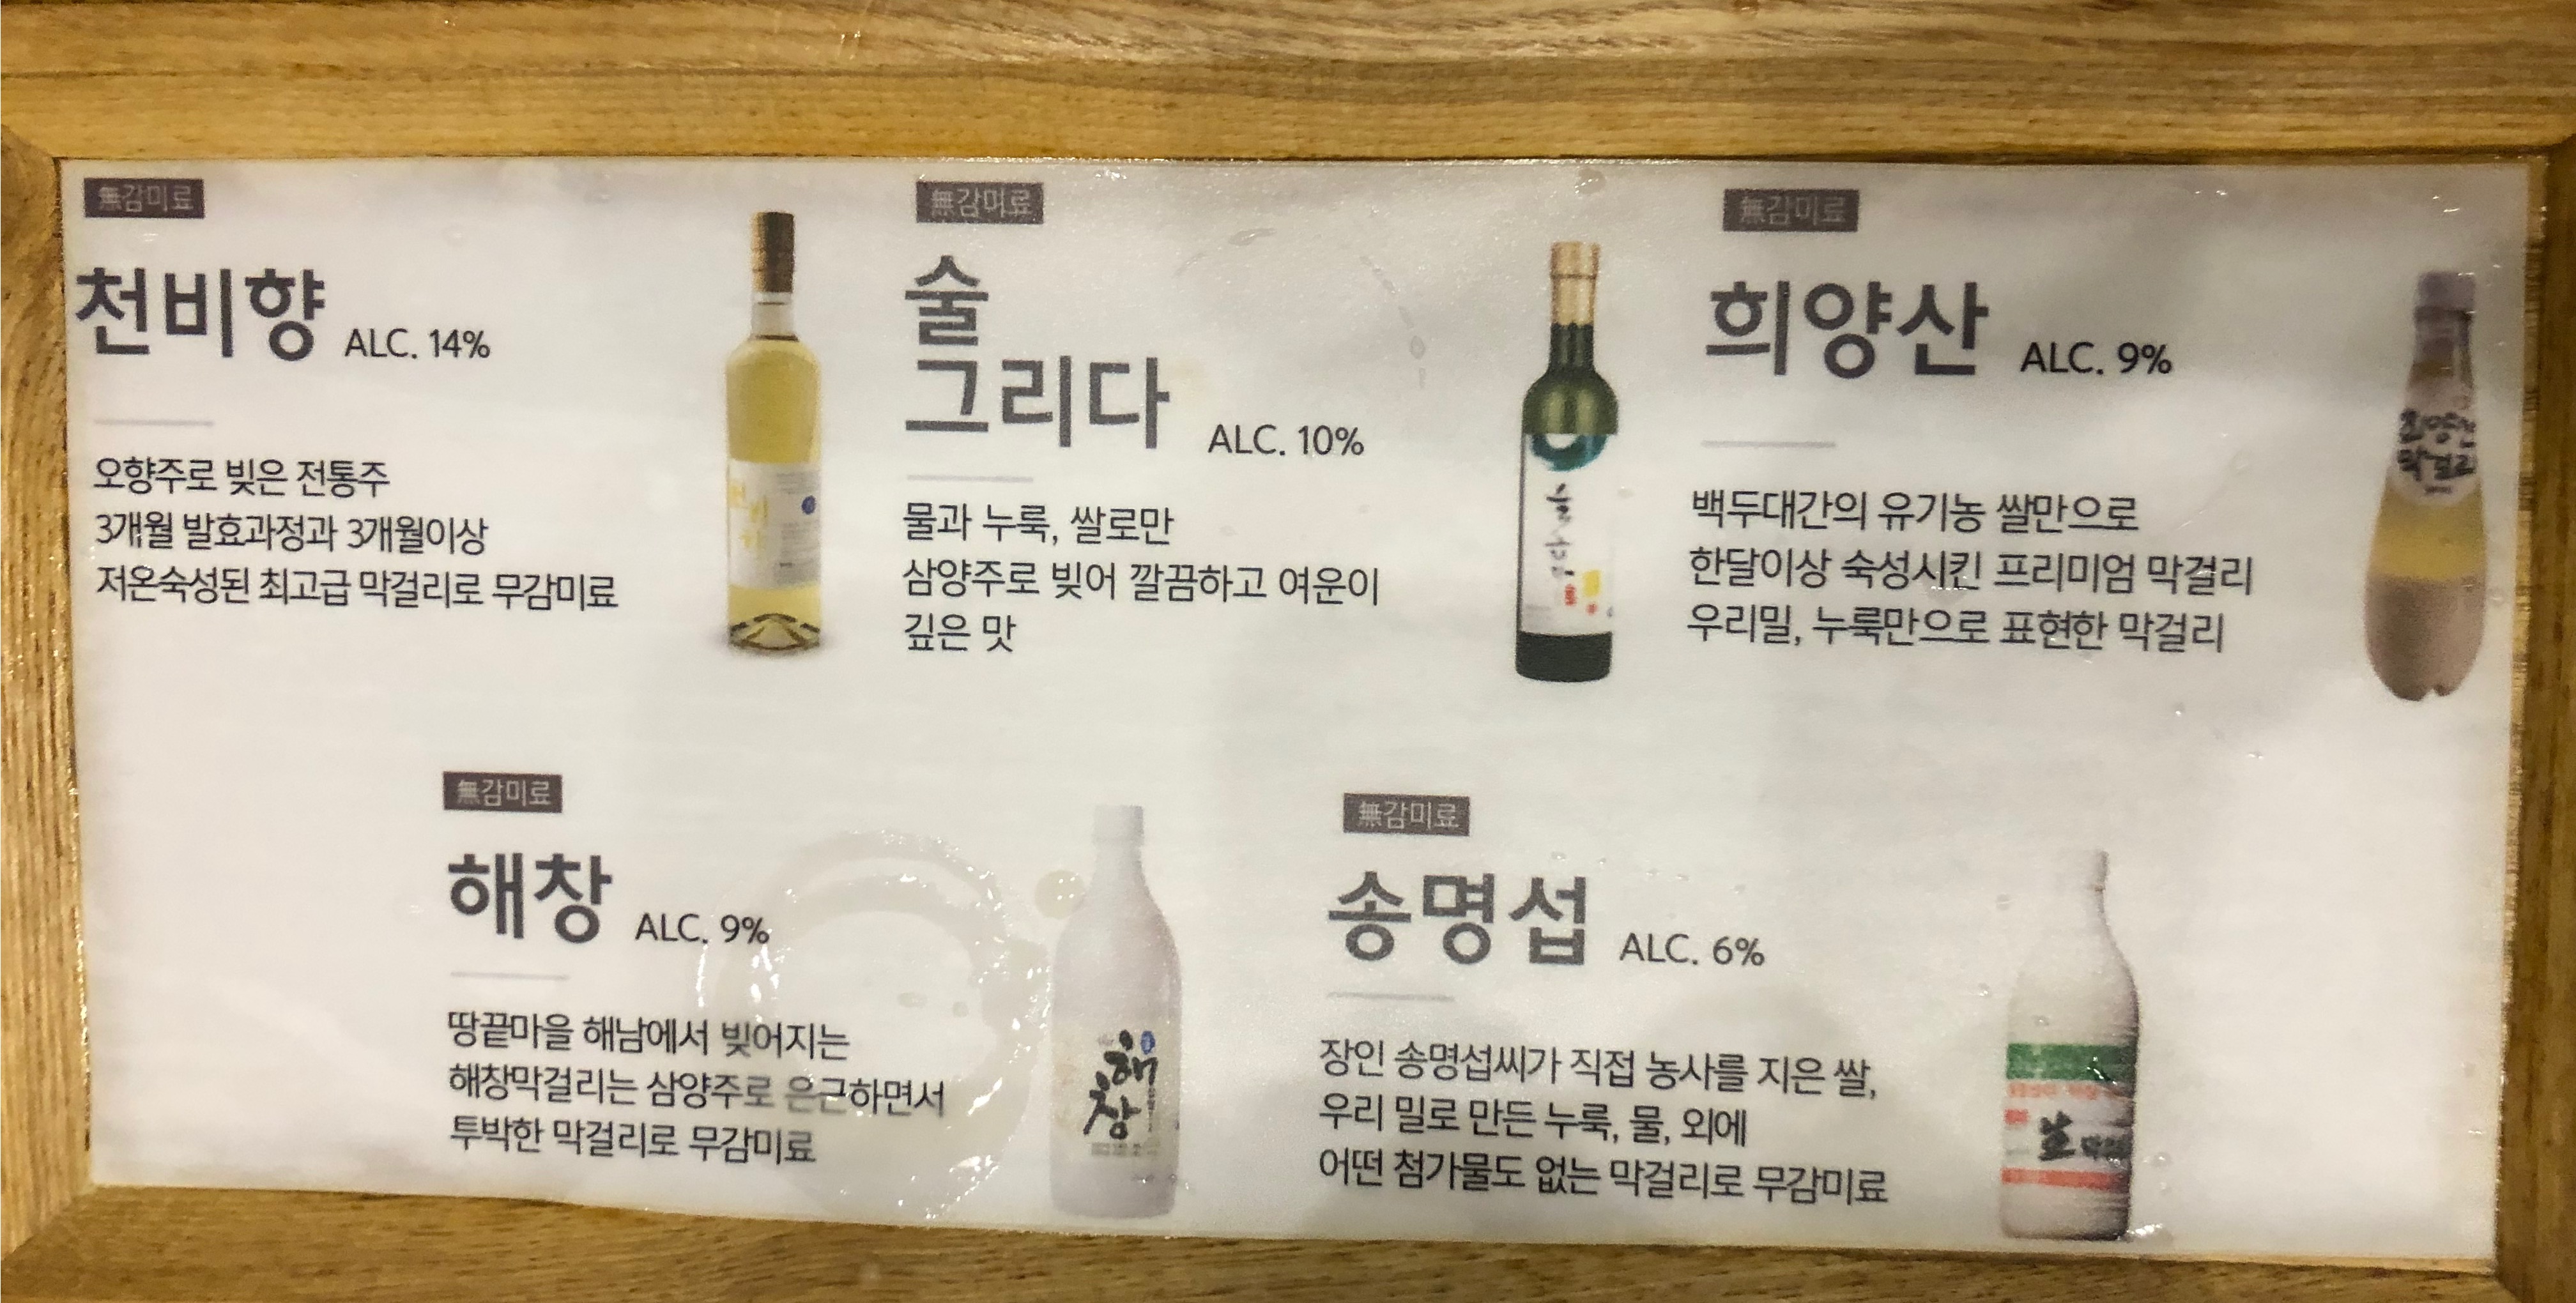 無감미료
천비향 ALC. 14%
오향주로 빚은 전통주
3개월 발효과정과 3개월이상
저온숙성된 최고급 막걸리로 무감미료
無감미료
술
그리다 ALC. 10%
물과 누룩, 쌀로만
삼양주로 빚어 깔끔하고 여운이
깊은 맛
無감미료
희양산 ALC. 9%
백두대간의 유기농 쌀만으로
한달이상 숙성시킨 프리미엄 막걸리
우리밀, 누룩만으로 표현한 막걸리
희양산
막걸리
無감미료
해창 ALC. 9%
땅끝마을 해남에서 빚어지는
해창막걸리는 삼양주로 은근하면서
투박한 막걸리로 무감미료
해창
無감미료
송명섭 ALC. 6%
장인 송명섭씨가 직접 농사를 지은 쌀,
우리 밀로 만든 누룩, 물, 외에
어떤 첨가물도 없는 막걸리로 무감미료
生